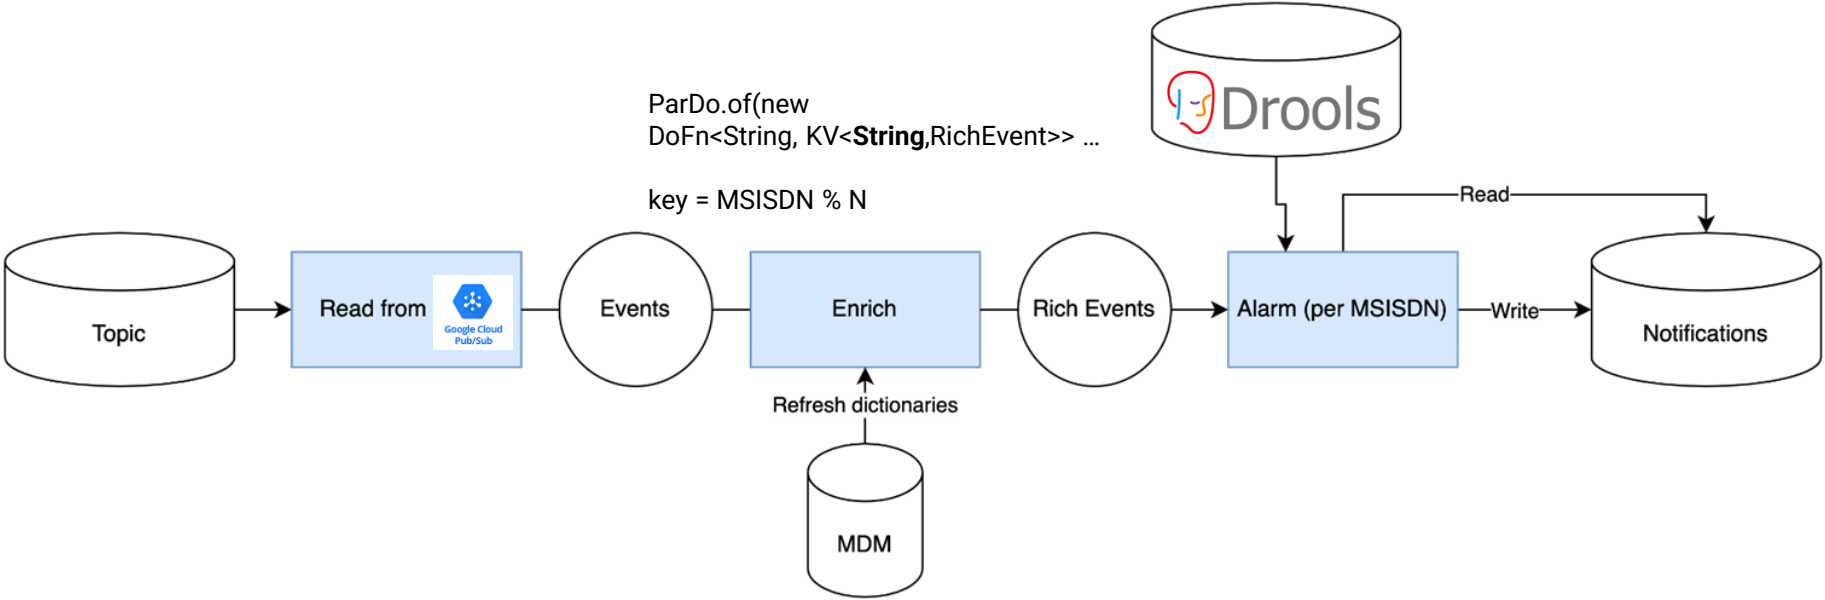 ParDo.of(new
DoFn<String, KV<String,RichEvent>> ...
key = MSISDN % N
Drools
Read
Topic
Read from
Google Cloud
Pub/Sub
Events
Enrich
Rich Events
Alarm (per MSISDN)
Write
Notifications
Refresh dictionaries
MDM